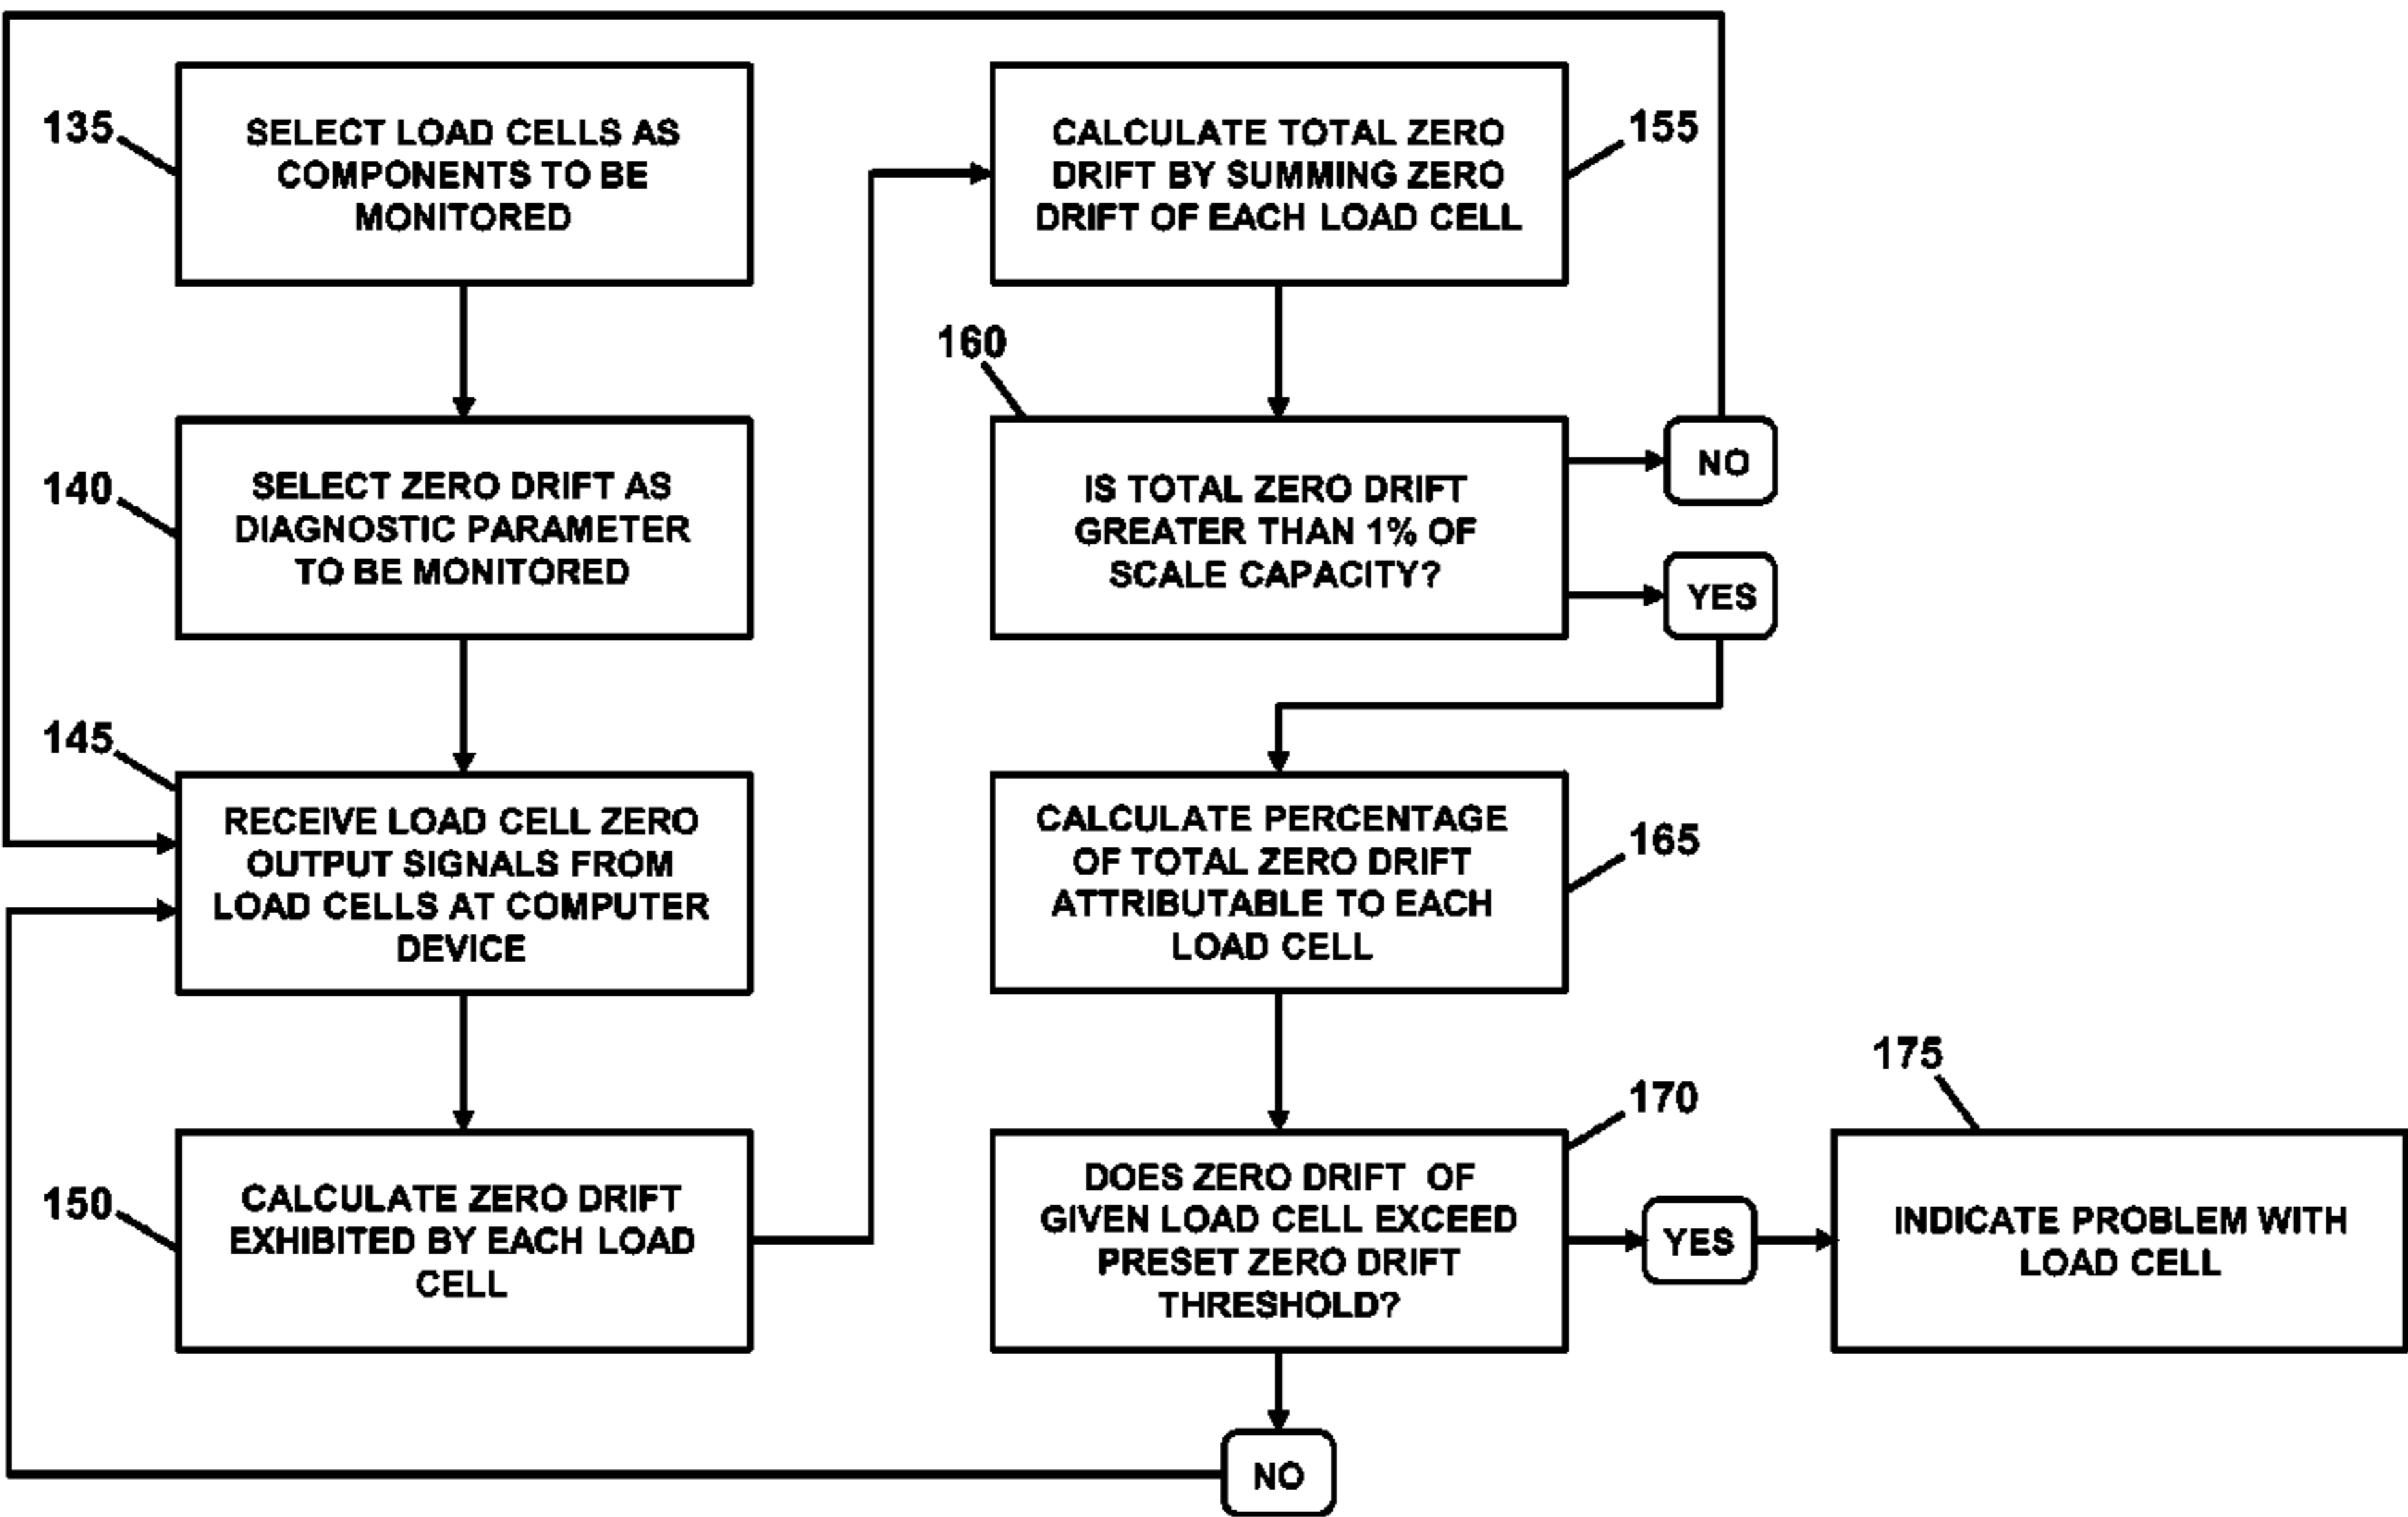 135
SELECT LOAD CELLS AS
COMPONENTS TO BE
MONITORED
140
SELECT ZERO DRIFT AS
DIAGNOSTIC PARAMETER
TO BE MONITORED
145
RECEIVE LOAD CELL ZERO
OUTPUT SIGNALS FROM
LOAD CELLS AT COMPUTER
DEVICE
150
CALCULATE ZERO DRIFT
EXHIBITED BY EACH LOAD
CELL
155
CALCULATE TOTAL ZERO
DRIFT BY SUMMING ZERO
DRIFT OF EACH LOAD CELL
160
IS TOTAL ZERO DRIFT
GREATER THAN 1% OF
SCALE CAPACITY?
NO
YES
165
CALCULATE PERCENTAGE
OF TOTAL ZERO DRIFT
ATTRIBUTABLE TO EACH
LOAD CELL
170
DOES ZERO DRIFT OF
GIVEN LOAD CELL EXCEED
PRESET ZERO DRIFT
THRESHOLD?
YES
NO
175
INDICATE PROBLEM WITH
LOAD CELL